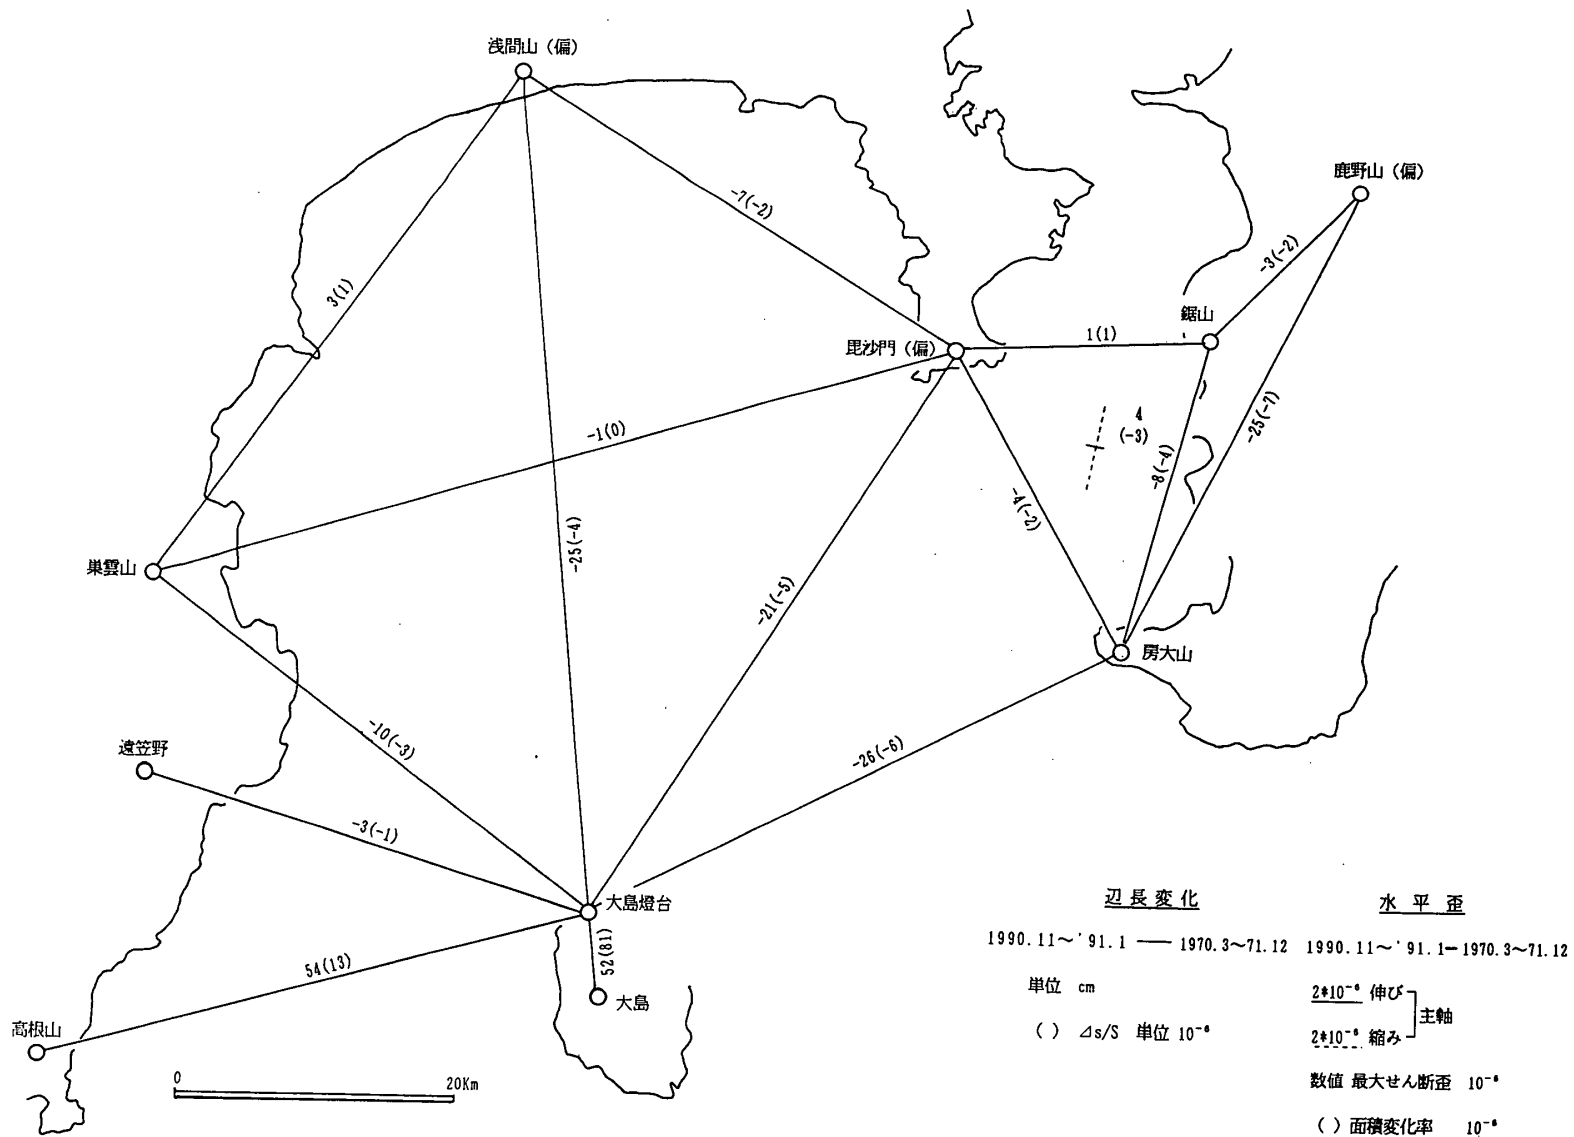 浅間山（偏）
鹿野山（偏）
-7(-2)
-3(-2)
3(1)
鋸山
毘沙門（偏）
1(1)
4
(-3)
-25(-7)
-1(0)
-8(-4)
-4(-2)
-25(-4)
巣雲山
-21(-5)
房大山
-10(-3)
遠笠野
-26(-6)
-3(-1)
大島燈台
52(81)
54(13)
大島
高根山
0
20Km
辺長変化
水平歪
1990.11～'91.1 ── 1970.3～71.12
1990.11～'91.1－1970.3～71.12
単位 cm
( ) ⊿s/S 単位 10⁻⁶
2*10⁻⁶ 伸び
主軸
2*10⁻⁶ 縮み
数値 最大せん断歪 10⁻⁶
( ) 面積変化率 10⁻⁶